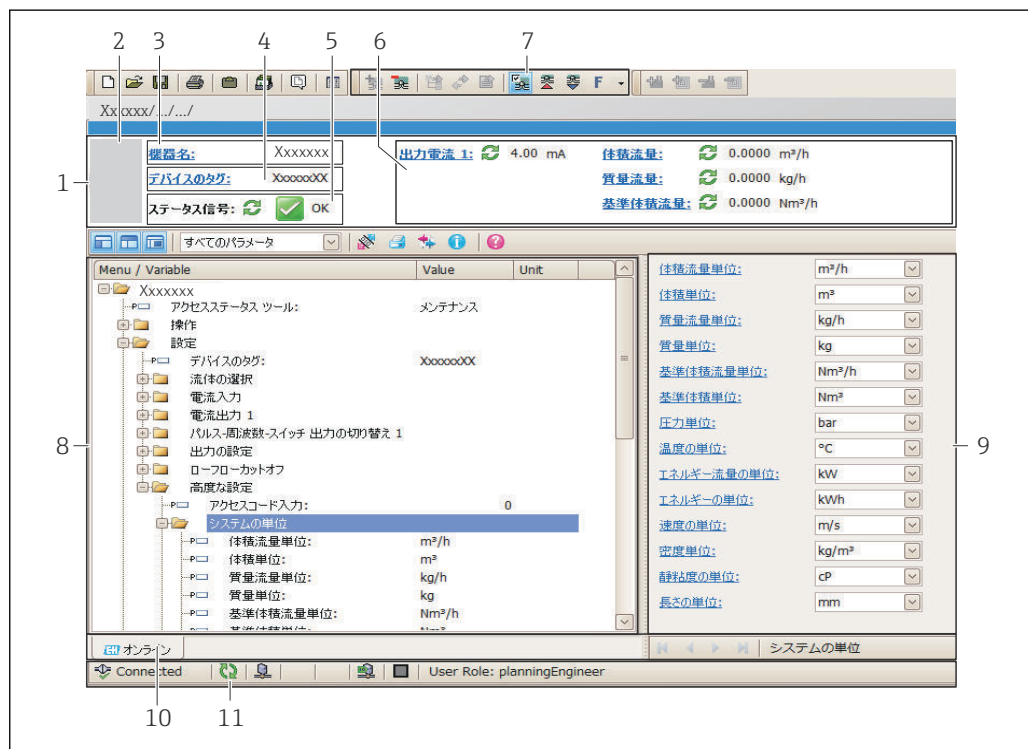 2 3 4 5 6 7
F
Xxxxxx/../../
1
機器名: Xxxxxxx
デバイスのタグ: XxxxxxXX
ステータス信号: OK
出力電流 1: 4.00 mA
体積流量: 0.0000 m³/h
質量流量: 0.0000 kg/h
基準体積流量: 0.0000 Nm³/h
すべてのパラメータ
8
Menu / Variable Value Unit
Xxxxxxx
アクセスステータス ツール: メンテナンス
操作
設定
デバイスのタグ: XxxxxxXX
流体の選択
電流入力
電流出力 1
パルス-周波数-スイッチ 出力の切り替え 1
出力の設定
ローフローカットオフ
高度な設定
アクセスコード入力: 0
システムの単位
体積流量単位: m³/h
体積単位: m³
質量流量単位: kg/h
質量単位: kg
基準体積流量単位: Nm³/h
体積流量単位: m³/h
体積単位: m³
質量流量単位: kg/h
質量単位: kg
基準体積流量単位: Nm³/h
基準体積単位: Nm³
圧力単位: bar
温度の単位: °C
エネルギー流量の単位: kW
エネルギーの単位: kWh
速度の単位: m/s
密度単位: kg/m³
静粘度の単位: cP
長さの単位: mm
9
オンライン
システムの単位
Connected
User Role: planningEngineer
10 11